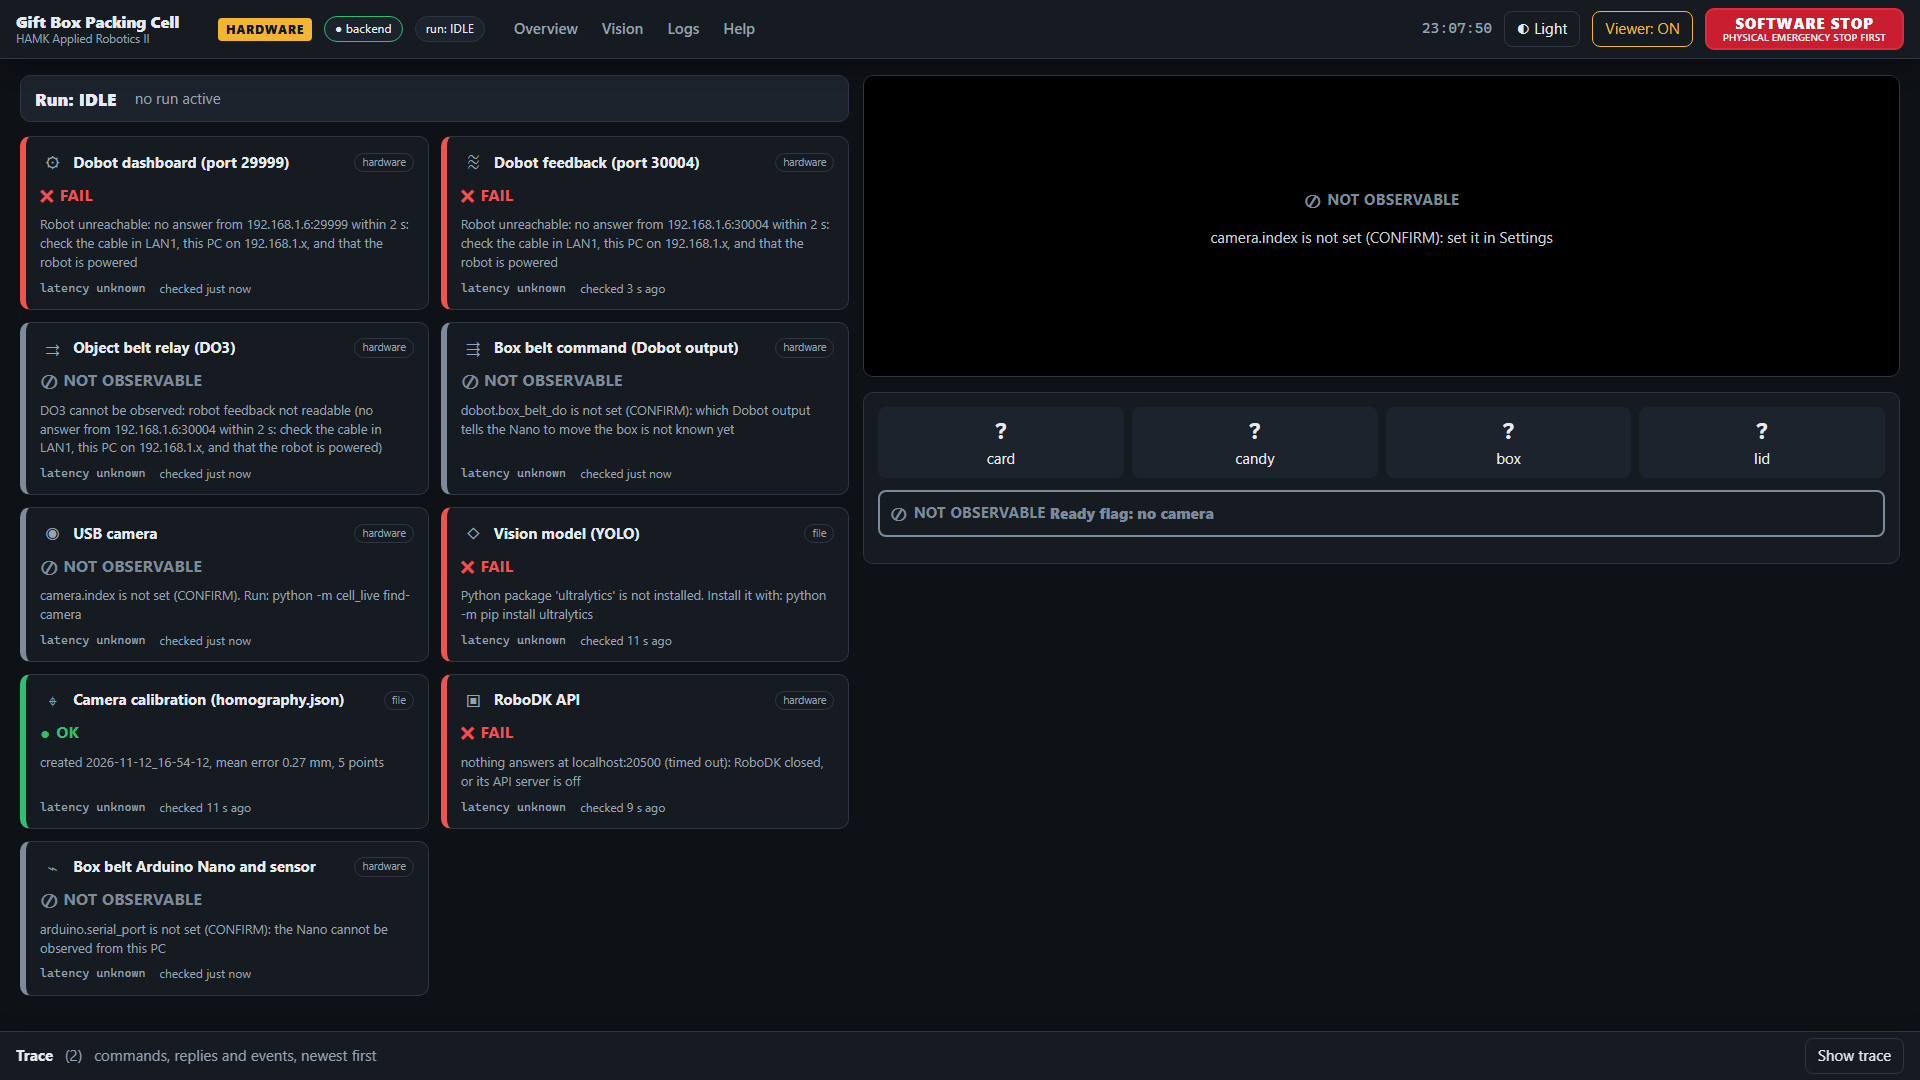 Gift Box Packing Cell
HAMK Applied Robotics II
HARDWARE
● backend
run: IDLE
Overview
Vision
Logs
Help
23:07:50
Light
Viewer: ON
SOFTWARE STOP
PHYSICAL EMERGENCY STOP FIRST
Run: IDLE no run active
Dobot dashboard (port 29999)
hardware
FAIL
Robot unreachable: no answer from 192.168.1.6:29999 within 2 s:
check the cable in LAN1, this PC on 192.168.1.x, and that the
robot is powered
latency unknown checked just now
Dobot feedback (port 30004)
hardware
FAIL
Robot unreachable: no answer from 192.168.1.6:30004 within 2 s:
check the cable in LAN1, this PC on 192.168.1.x, and that the
robot is powered
latency unknown checked 3 s ago
Object belt relay (DO3)
hardware
NOT OBSERVABLE
DO3 cannot be observed: robot feedback not readable (no
answer from 192.168.1.6:30004 within 2 s: check the cable in
LAN1, this PC on 192.168.1.x, and that the robot is powered)
latency unknown checked just now
Box belt command (Dobot output)
hardware
NOT OBSERVABLE
dobot.box_belt_do is not set (CONFIRM): which Dobot output
tells the Nano to move the box is not known yet
latency unknown checked just now
USB camera
hardware
NOT OBSERVABLE
camera.index is not set (CONFIRM). Run: python -m cell_live find-
camera
latency unknown checked just now
Vision model (YOLO)
file
FAIL
Python package 'ultralytics' is not installed. Install it with: python
-m pip install ultralytics
latency unknown checked 11 s ago
Camera calibration (homography.json)
file
● OK
created 2026-11-12_16-54-12, mean error 0.27 mm, 5 points
latency unknown checked 11 s ago
RoboDK API
hardware
FAIL
nothing answers at localhost:20500 (timed out): RoboDK closed,
or its API server is off
latency unknown checked 9 s ago
Box belt Arduino Nano and sensor
hardware
NOT OBSERVABLE
arduino.serial_port is not set (CONFIRM): the Nano cannot be
observed from this PC
latency unknown checked just now
NOT OBSERVABLE
camera.index is not set (CONFIRM): set it in Settings
?
card
?
candy
?
box
?
lid
NOT OBSERVABLE Ready flag: no camera
Trace (2) commands, replies and events, newest first
Show trace